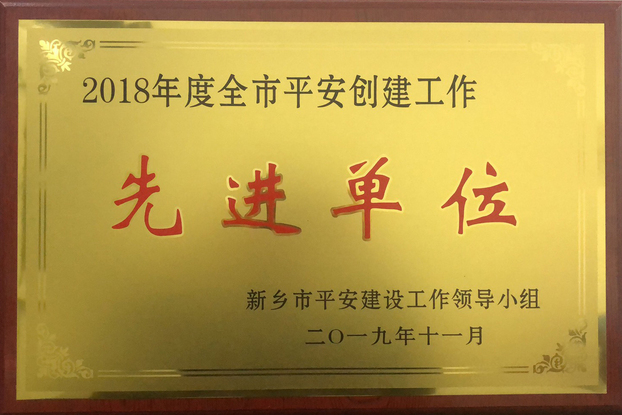 2018年度全市平安创建工作
先进单位
新乡市平安建设工作领导小组
二〇一九年十一月